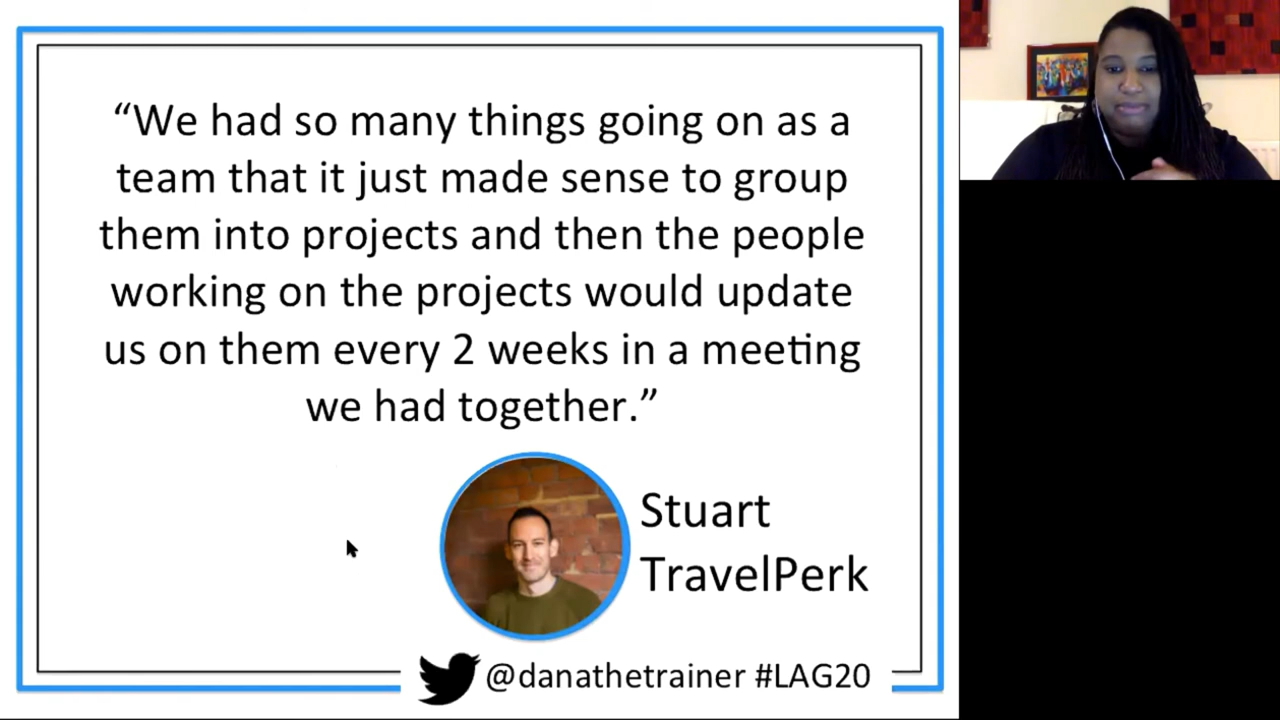 “We had so many things going on as a
team that it just made sense to group
them into projects and then the people
working on the projects would update
us on them every 2 weeks in a meeting
we had together.”
Stuart
TravelPerk
@danathetrainer #LAG20